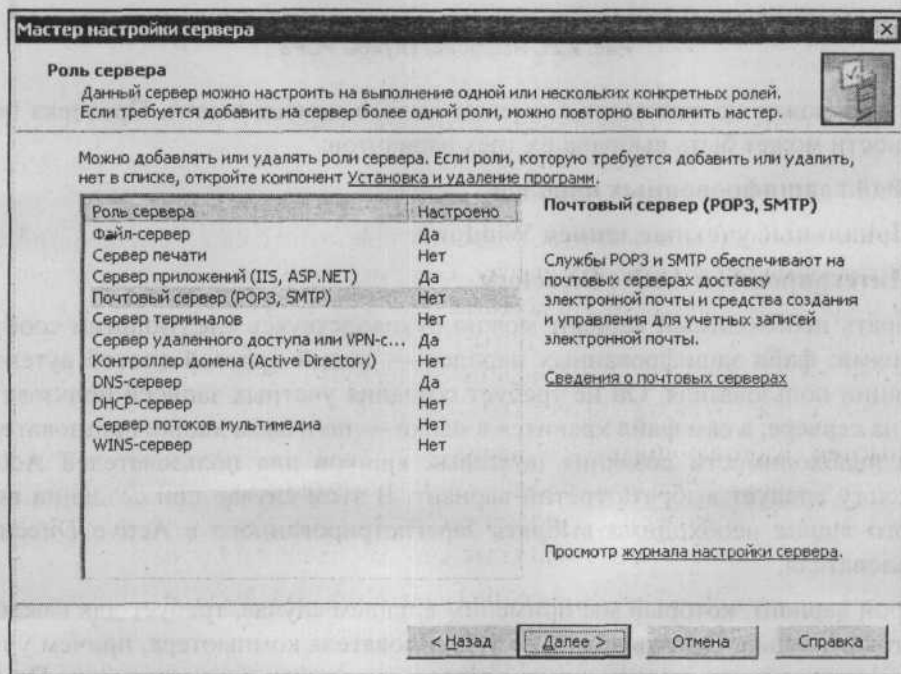 Мастер настройки сервера
Роль сервера
Данный сервер можно настроить на выполнение одной или нескольких конкретных ролей.
Если требуется добавить на сервер более одной роли, можно повторно выполнить мастер.
Можно добавлять или удалять роли сервера. Если роли, которую требуется добавить или удалить,
нет в списке, откройте компонент Установка и удаление программ.
Роль сервера Настроено
Файл-сервер Да
Сервер печати Нет
Сервер приложений (IIS, ASP.NET) Да
Почтовый сервер (POP3, SMTP) Нет
Сервер терминалов Нет
Сервер удаленного доступа или VPN-с... Да
Контроллер домена (Active Directory) Нет
DNS-сервер Да
DHCP-сервер Нет
Сервер потоков мультимедиа Нет
WINS-сервер Нет
Почтовый сервер (POP3, SMTP)
Службы POP3 и SMTP обеспечивают на
почтовых серверах доставку
электронной почты и средства создания
и управления для учетных записей
электронной почты.
Сведения о почтовых серверах
Просмотр журнала настройки сервера.
< Назад Далее > Отмена Справка